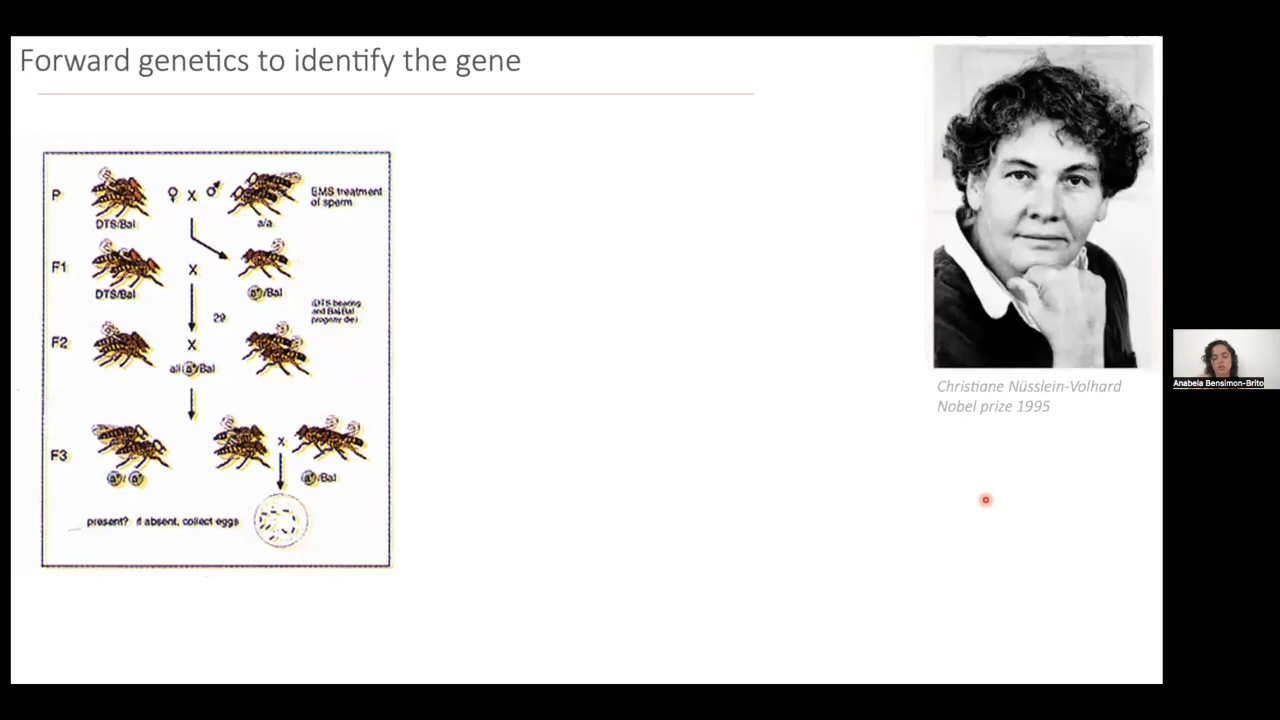 Forward genetics to identify the gene
P
♀ X ♂
EMS treatment
of sperm
DTS/Bal
a/a
F1
X
DTS/Bal
a*/Bal
(DTS bearing
and Bal/Bal
progeny die)
F2
X
all a*/Bal
F3
x
a*/Bal
present? if absent, collect eggs
Christiane Nüsslein-Volhard
Nobel prize 1995
Anabela Bensimon-Brito